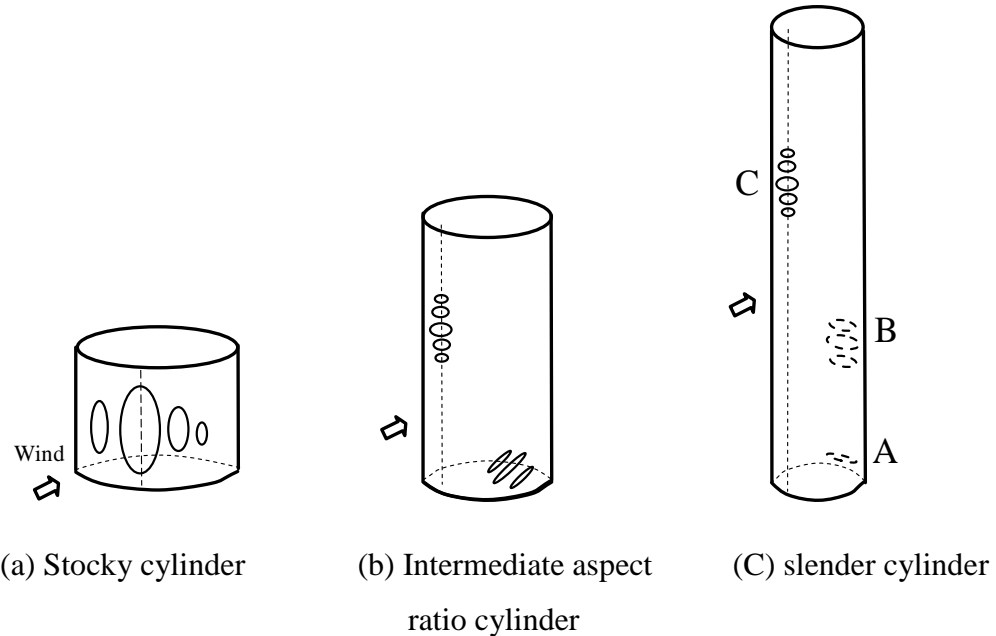 C
B
A
Wind
(a) Stocky cylinder
(b) Intermediate aspect
ratio cylinder
(C) slender cylinder